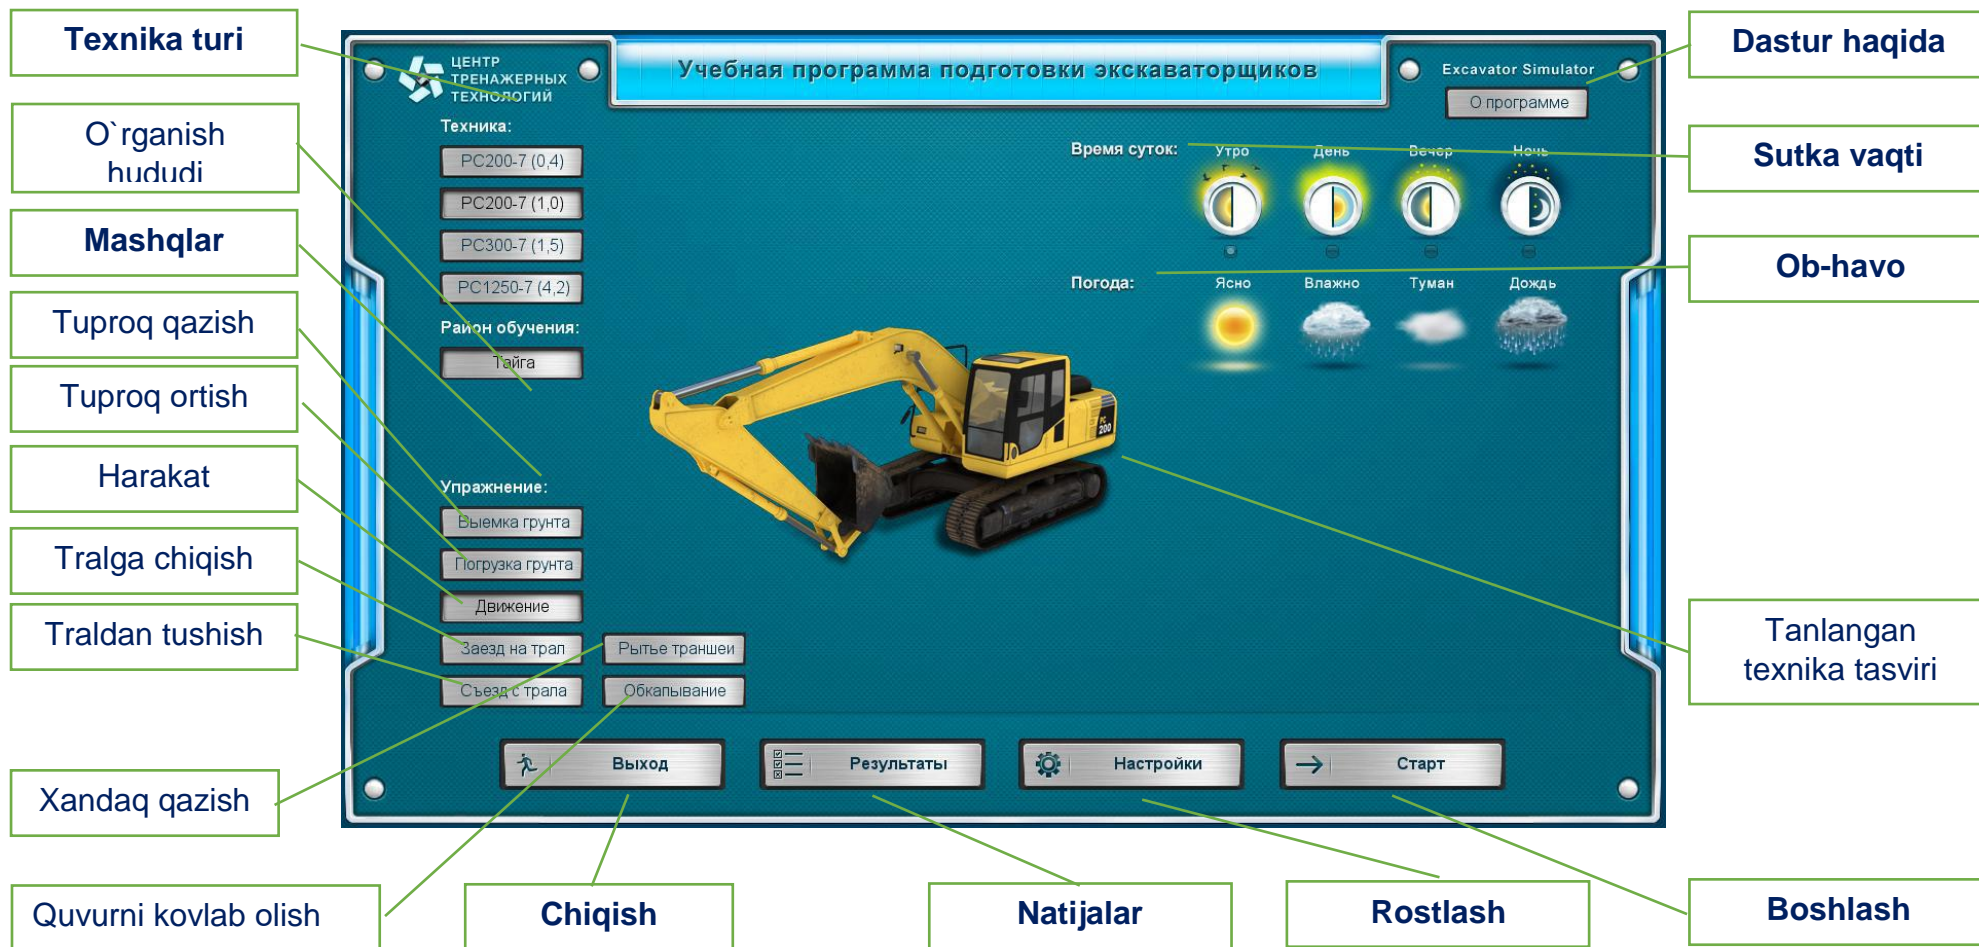 Texnika turi
O`rganish
hududi
Mashqlar
Tuproq qazish
Tuproq ortish
Harakat
Tralga chiqish
Traldan tushish
Xandaq qazish
Quvurni kovlab olish
ЦЕНТР
ТРЕНАЖЕРНЫХ
ТЕХНОЛОГИЙ
Учебная программа подготовки экскаваторщиков
Excavator Simulator
О программе
Техника:
PC200-7 (0,4)
PC200-7 (1,0)
PC300-7 (1,5)
PC1250-7 (4,2)
Район обучения:
Тайга
Упражнение:
Выемка грунта
Погрузка грунта
Движение
Заезд на трал
Съезд с трала
Рытье траншеи
Обкапывание
Время суток:
Утро
День
Вечер
Ночь
Погода:
Ясно
Влажно
Туман
Дождь
PC
200
Выход
Результаты
Настройки
Старт
Dastur haqida
Sutka vaqti
Ob-havo
Tanlangan
texnika tasviri
Chiqish
Natijalar
Rostlash
Boshlash